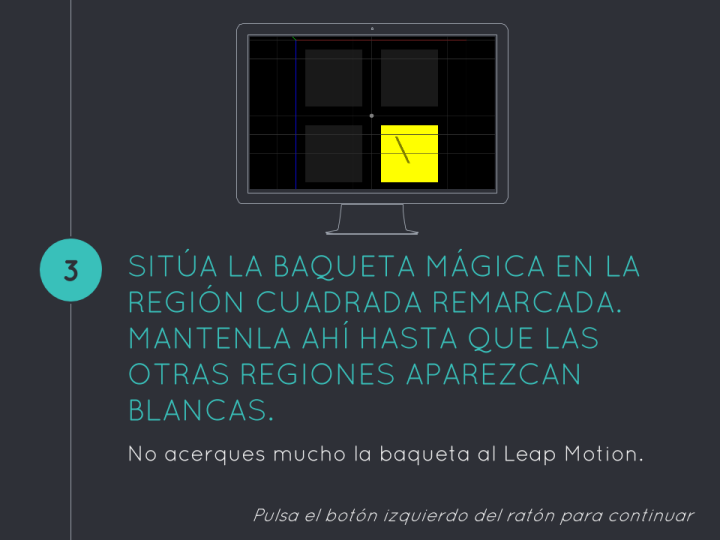 3
SITÚA LA BAQUETA MÁGICA EN LA
REGIÓN CUADRADA REMARCADA.
MANTENLA AHÍ HASTA QUE LAS
OTRAS REGIONES APAREZCAN
BLANCAS.
No acerques mucho la baqueta al Leap Motion.
Pulsa el botón izquierdo del ratón para continuar